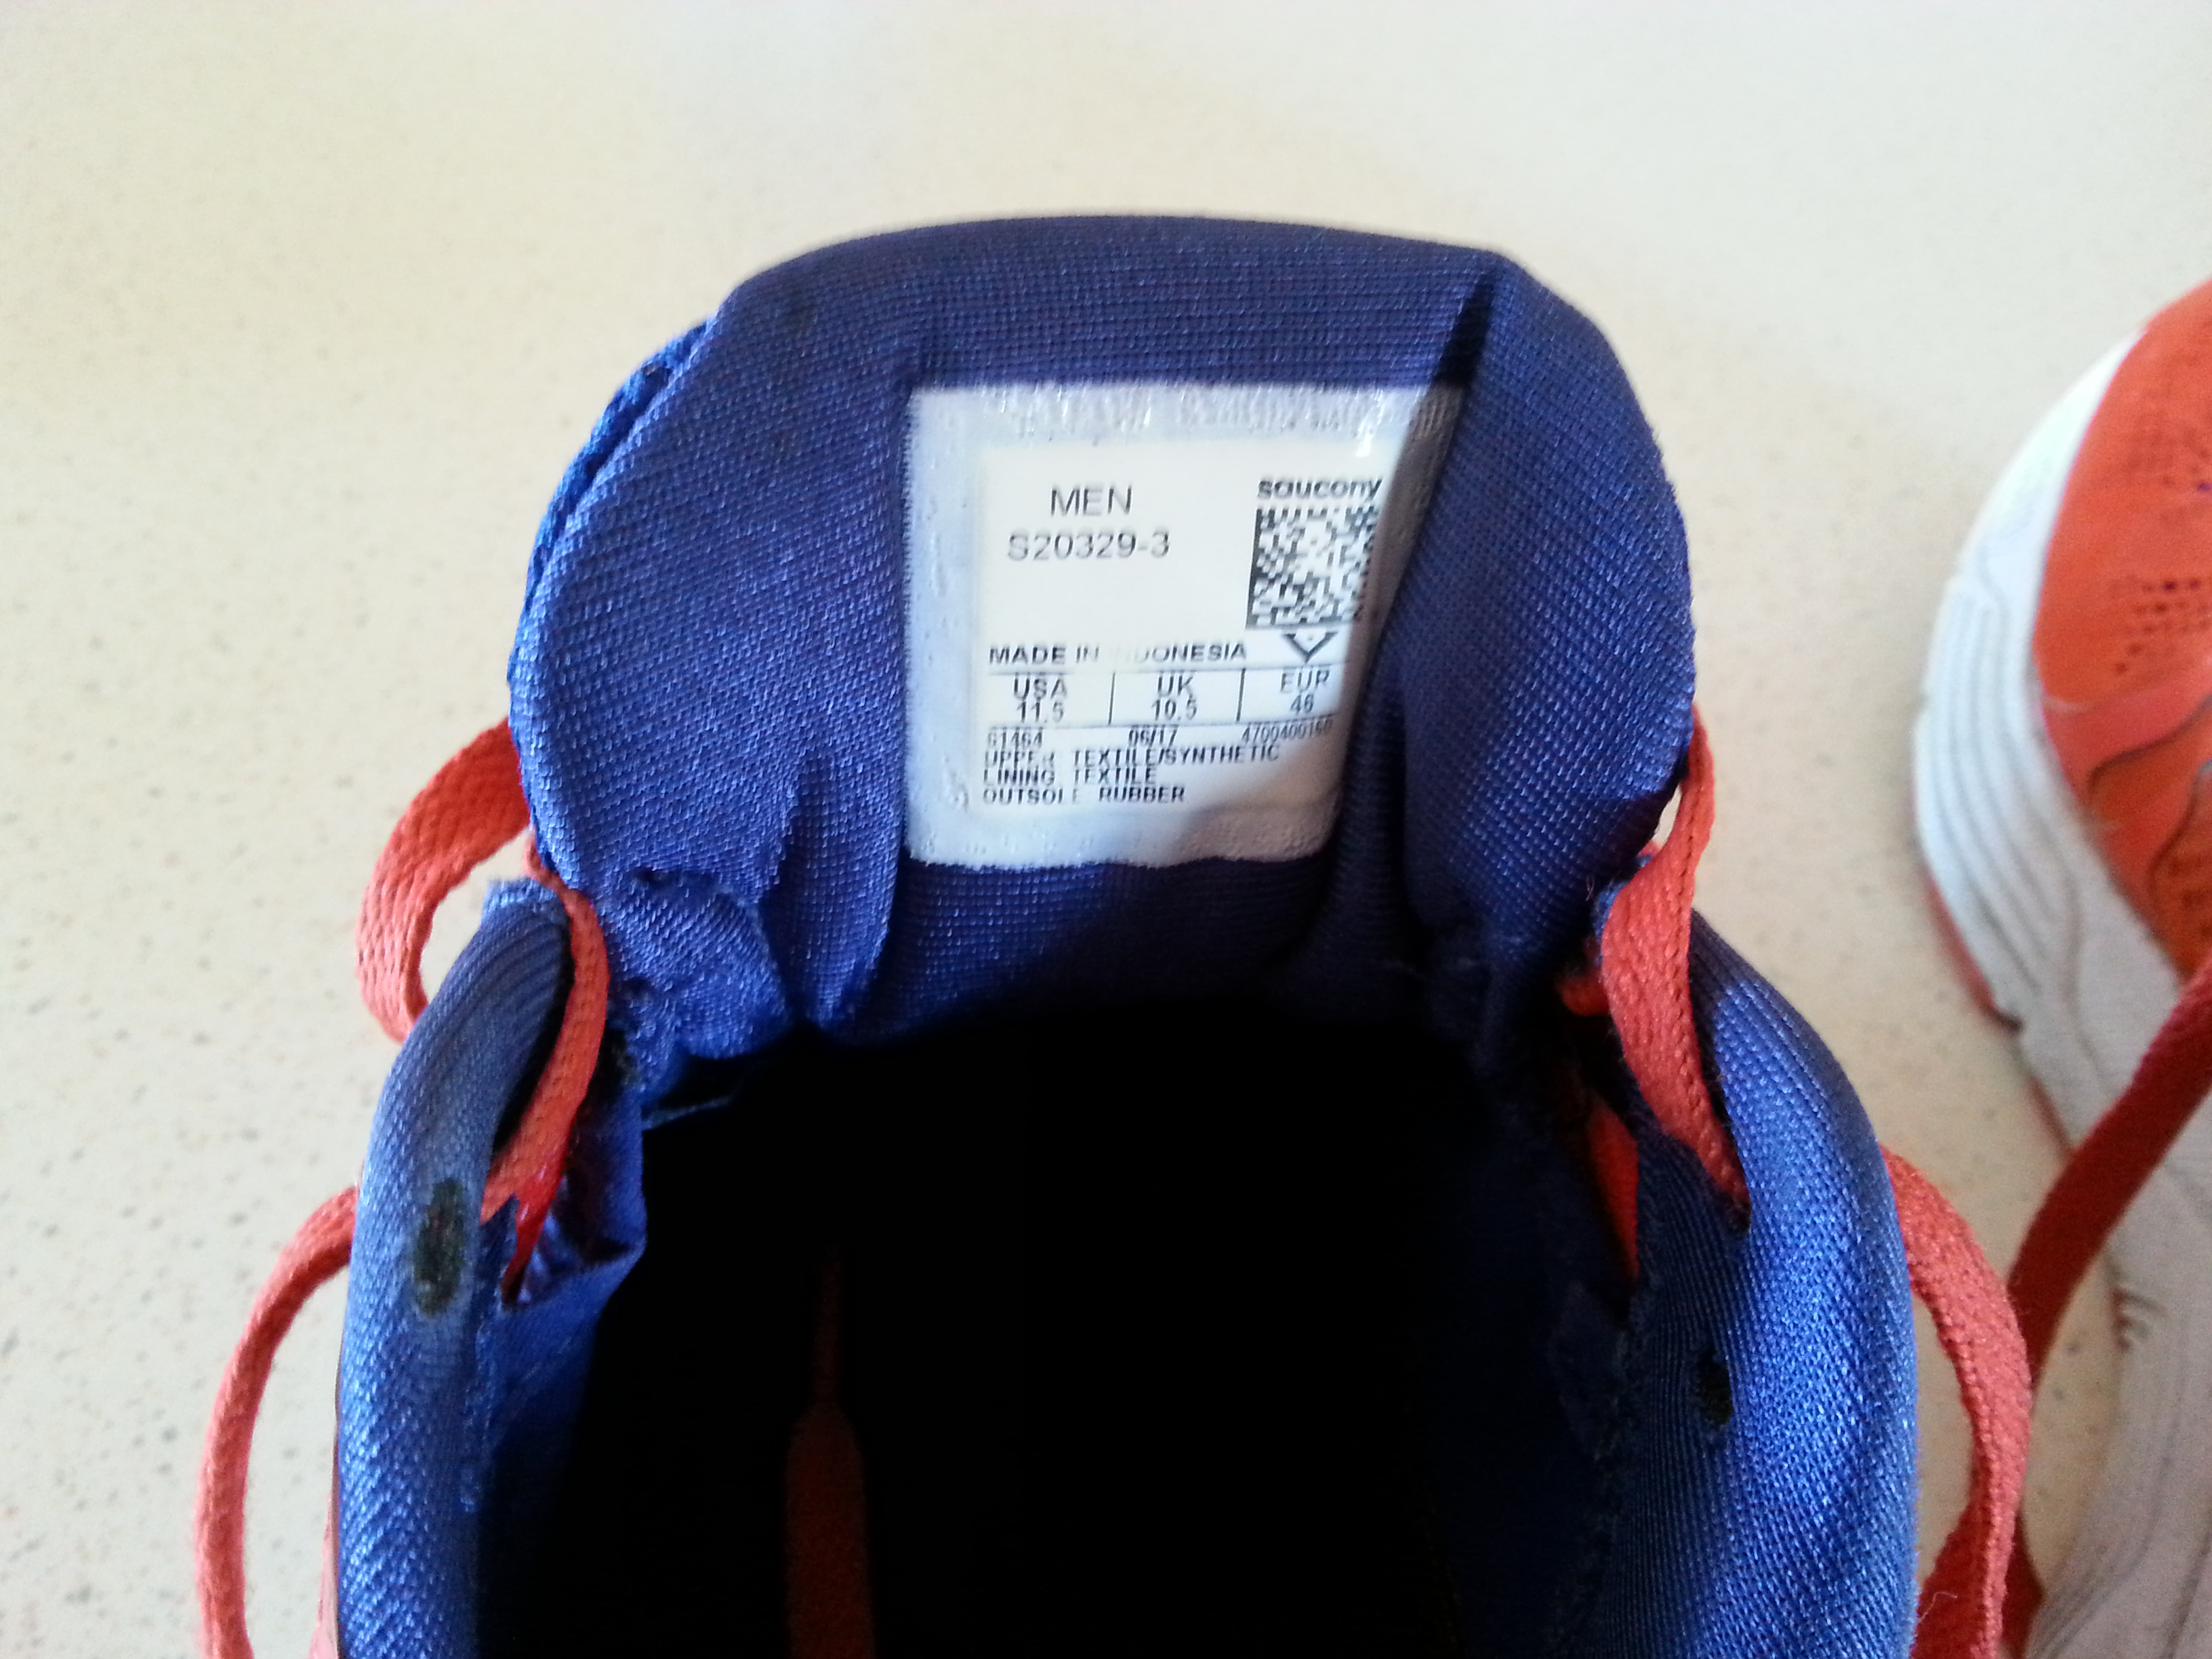 saucony
MEN
S20329-3
MADE IN INDONESIA
USA UK EUR
11.5 10.5 46
61464 06/17
UPPER TEXTILE/SYNTHETIC
LINING TEXTILE
OUTSOLE RUBBER